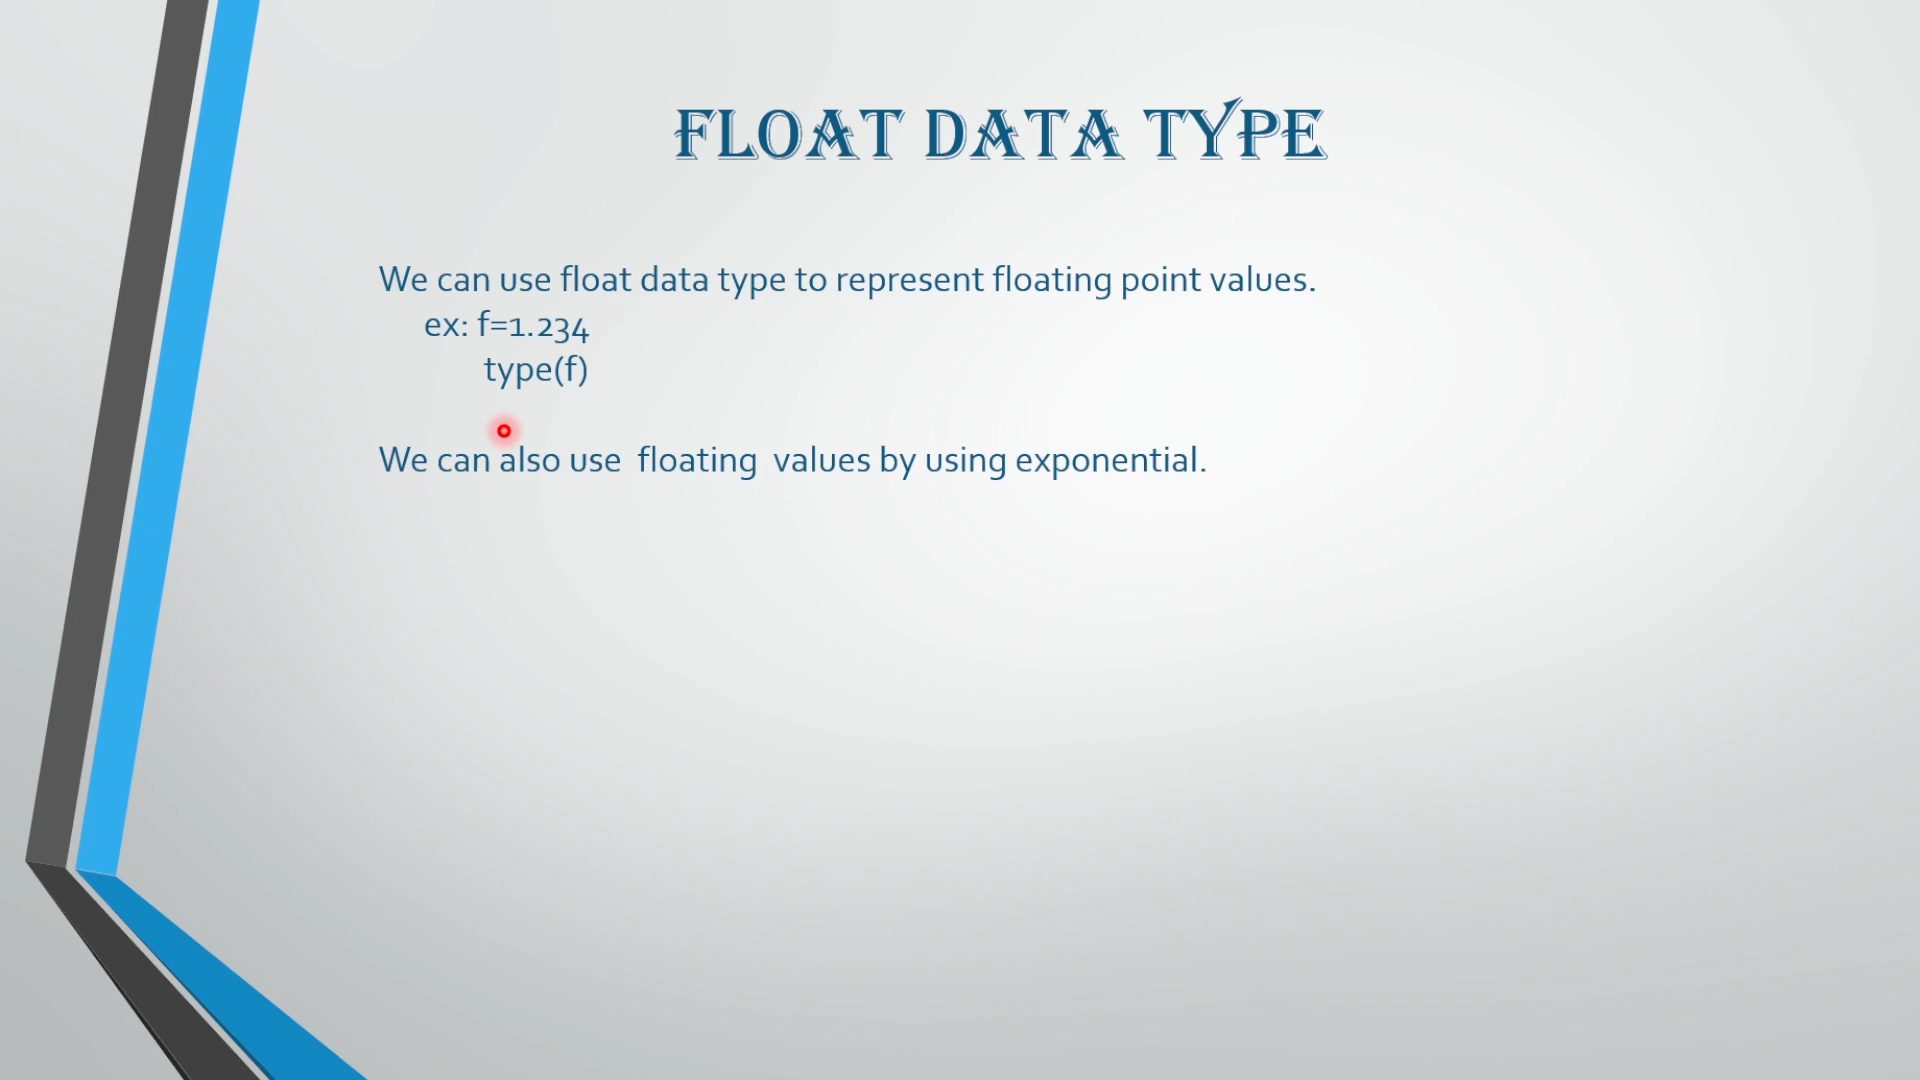 FLOAT DATA TYPE
We can use float data type to represent floating point values.
ex: f=1.234
type(f)
We can also use floating values by using exponential.